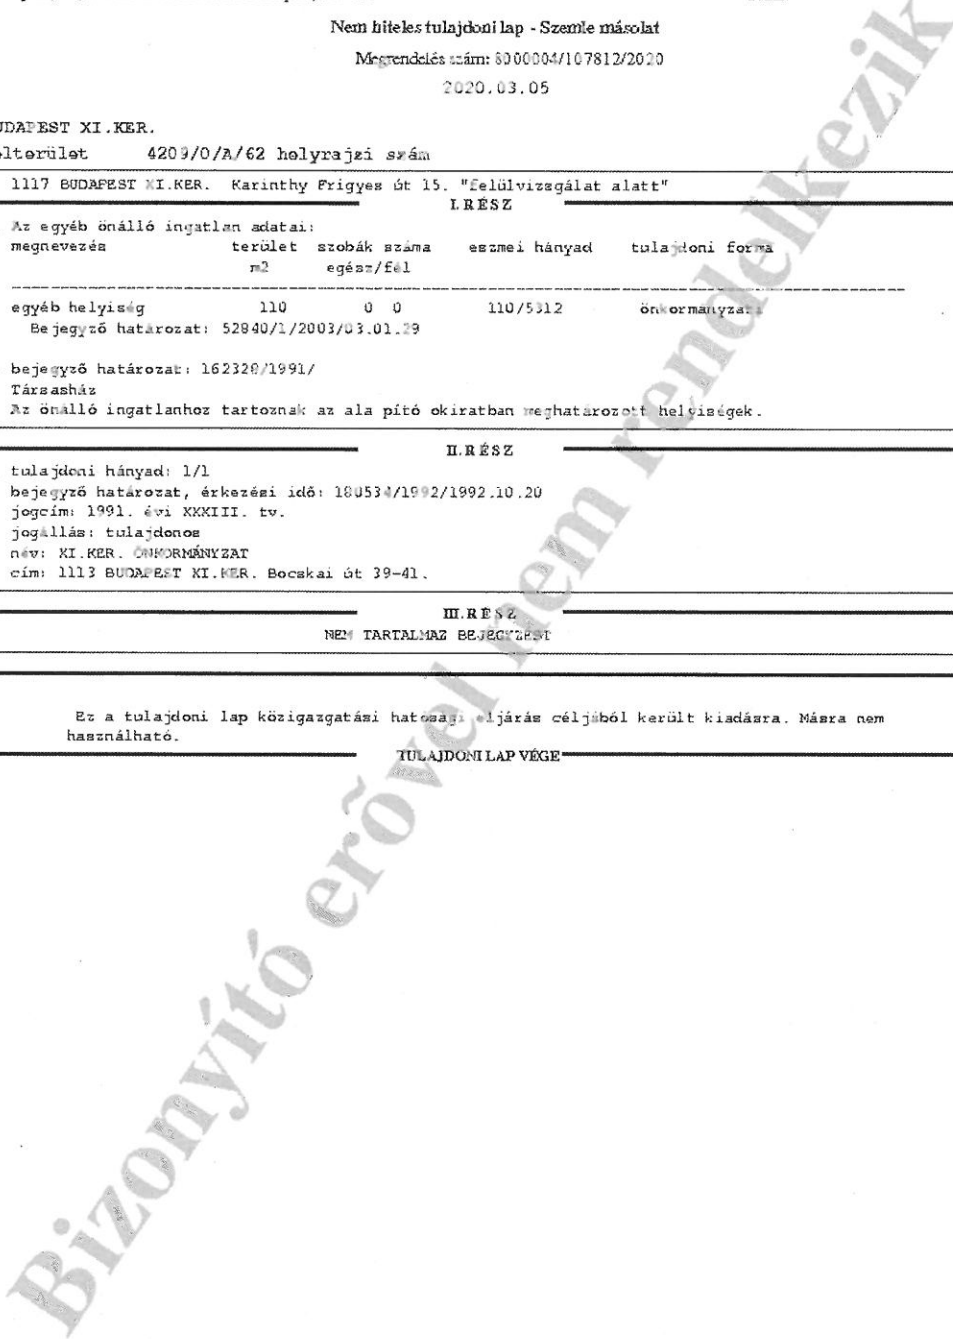 Nem hiteles tulajdoni lap - Szemle másolat
Megrendelés szám: 8000004/107812/2020
2020.03.05
UDAPEST XI.KER.
elterület 4209/0/A/62 helyrajzi szám
1117 BUDAPEST XI.KER. Karinthy Frigyes út 15. "felülvizsgálat alatt"
I.RÉSZ
Az egyéb önálló ingatlan adatai:
megnevezés terület szobák száma eszmei hányad tulajdoni forma
m2 egész/fél
egyéb helyiség 110 0 0 110/5312 önkormányzati
Bejegyző határozat: 52840/1/2003/03.01.29
bejegyző határozat: 162320/1991/
Társasház
Az önálló ingatlanhoz tartoznak az ala pító okiratban meghatározott helyiségek.
II.RÉSZ
tulajdoni hányad: 1/1
bejegyző határozat, érkezési idő: 180534/1992/1992.10.20
jogcím: 1991. évi XXXIII. tv.
jogállás: tulajdonos
név: XI.KER. ÖNKORMÁNYZAT
cím: 1113 BUDAPEST XI.KER. Bocskai út 39-41.
III.RÉSZ
NEM TARTALMAZ BEJEGYZÉST
Ez a tulajdoni lap közigazgatási hatósági eljárás céljából került kiadásra. Másra nem
használható.
TULAJDONI LAP VÉGE
Bizonyító erővel nem rendelkezik